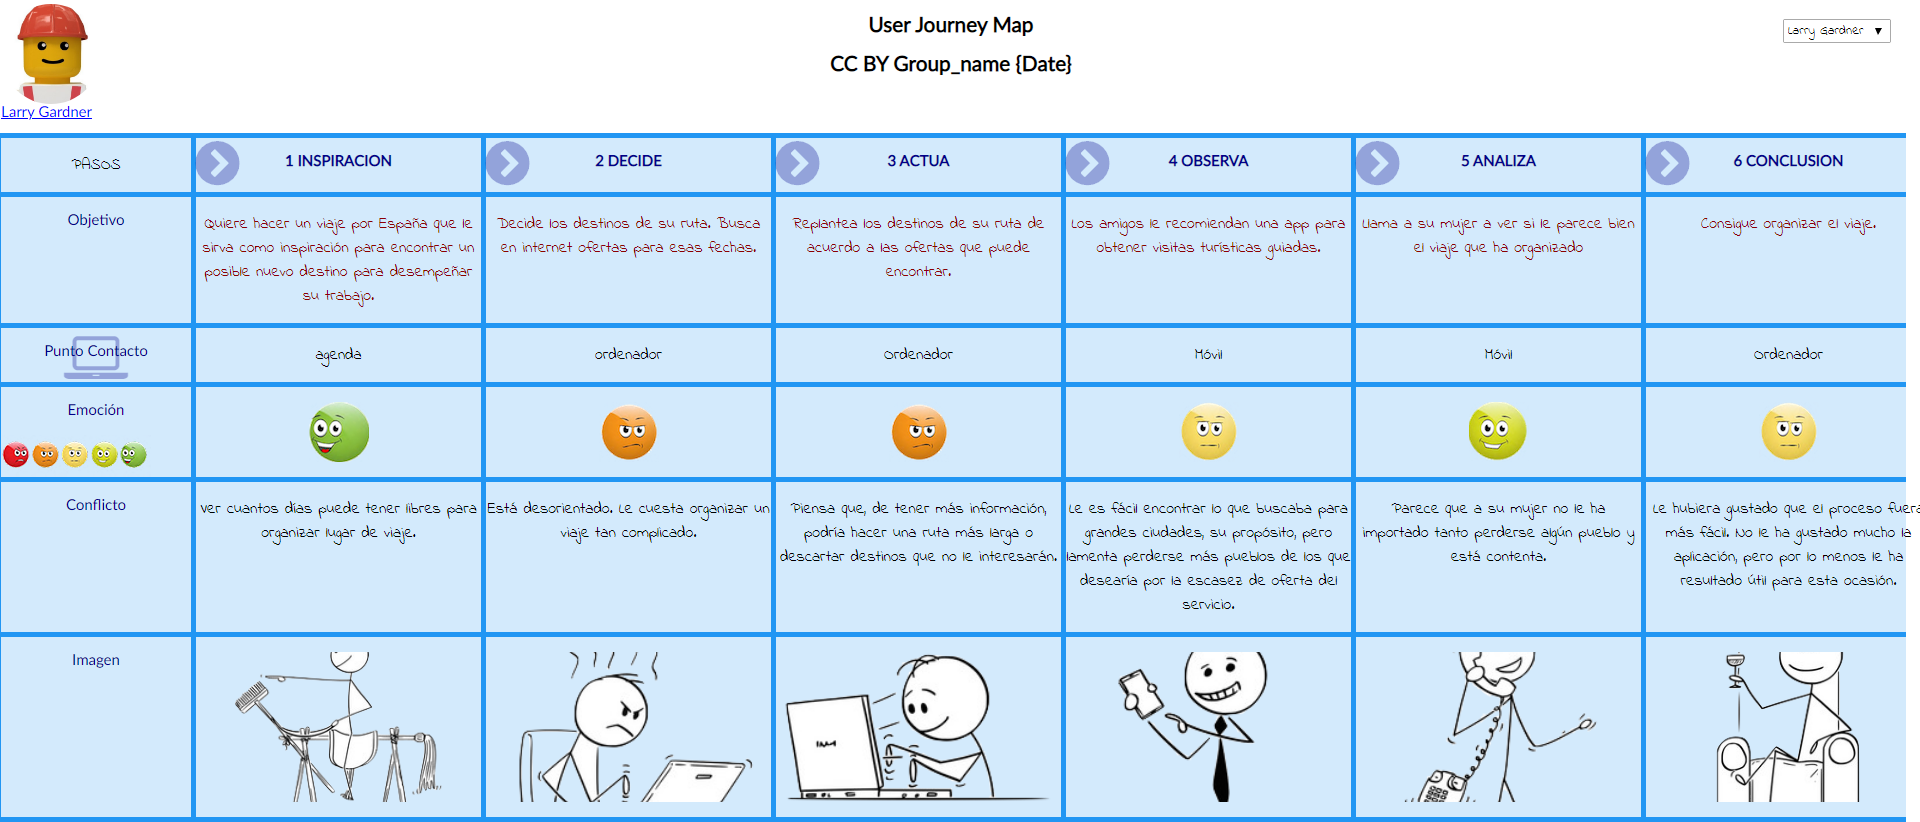 User Journey Map
CC BY Group_name {Date}
Larry Gardner ▼
Larry Gardner
PASOS
1 INSPIRACION
2 DECIDE
3 ACTUA
4 OBSERVA
5 ANALIZA
6 CONCLUSION
Objetivo
Quiere hacer un viaje por España que le
sirva como inspiración para encontrar un
posible nuevo destino para desempeñar
su trabajo.
Decide los destinos de su ruta. Busca
en internet ofertas para esas fechas.
Replantea los destinos de su ruta de
acuerdo a las ofertas que puede
encontrar.
Los amigos le recomiendan una app para
obtener visitas turísticas guiadas.
Llama a su mujer a ver si le parece bien
el viaje que ha organizado
Consigue organizar el viaje.
Punto Contacto
agenda
ordenador
Ordenador
Móvil
Móvil
Ordenador
Emoción
Conflicto
Ver cuantos días puede tener libres para
organizar lugar de viaje.
Está desorientado. Le cuesta organizar un
viaje tan complicado.
Piensa que, de tener más información,
podría hacer una ruta más larga o
descartar destinos que no le interesarán.
Le es fácil encontrar lo que buscaba para
grandes ciudades, su propósito, pero
lamenta perderse más pueblos de los que
desearía por la escasez de oferta del
servicio.
Parece que a su mujer no le ha
importado tanto perderse algún pueblo y
está contenta.
Le hubiera gustado que el proceso fuera
más fácil. No le ha gustado mucho la
aplicación, pero por lo menos le ha
resultado útil para esta ocasión.
Imagen